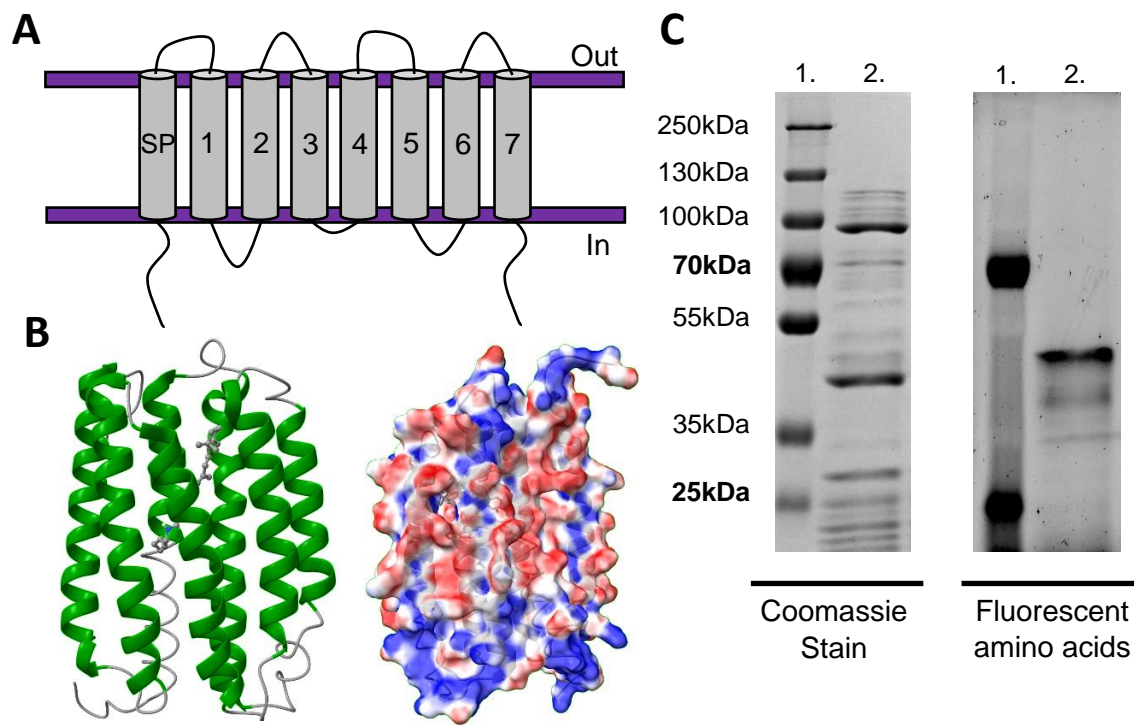 A
Out
SP 1 2 3 4 5 6 7
In
B
C
1. 2.
250kDa
130kDa
100kDa
70kDa
55kDa
35kDa
25kDa
Coomassie
Stain
1. 2.
Fluorescent
amino acids